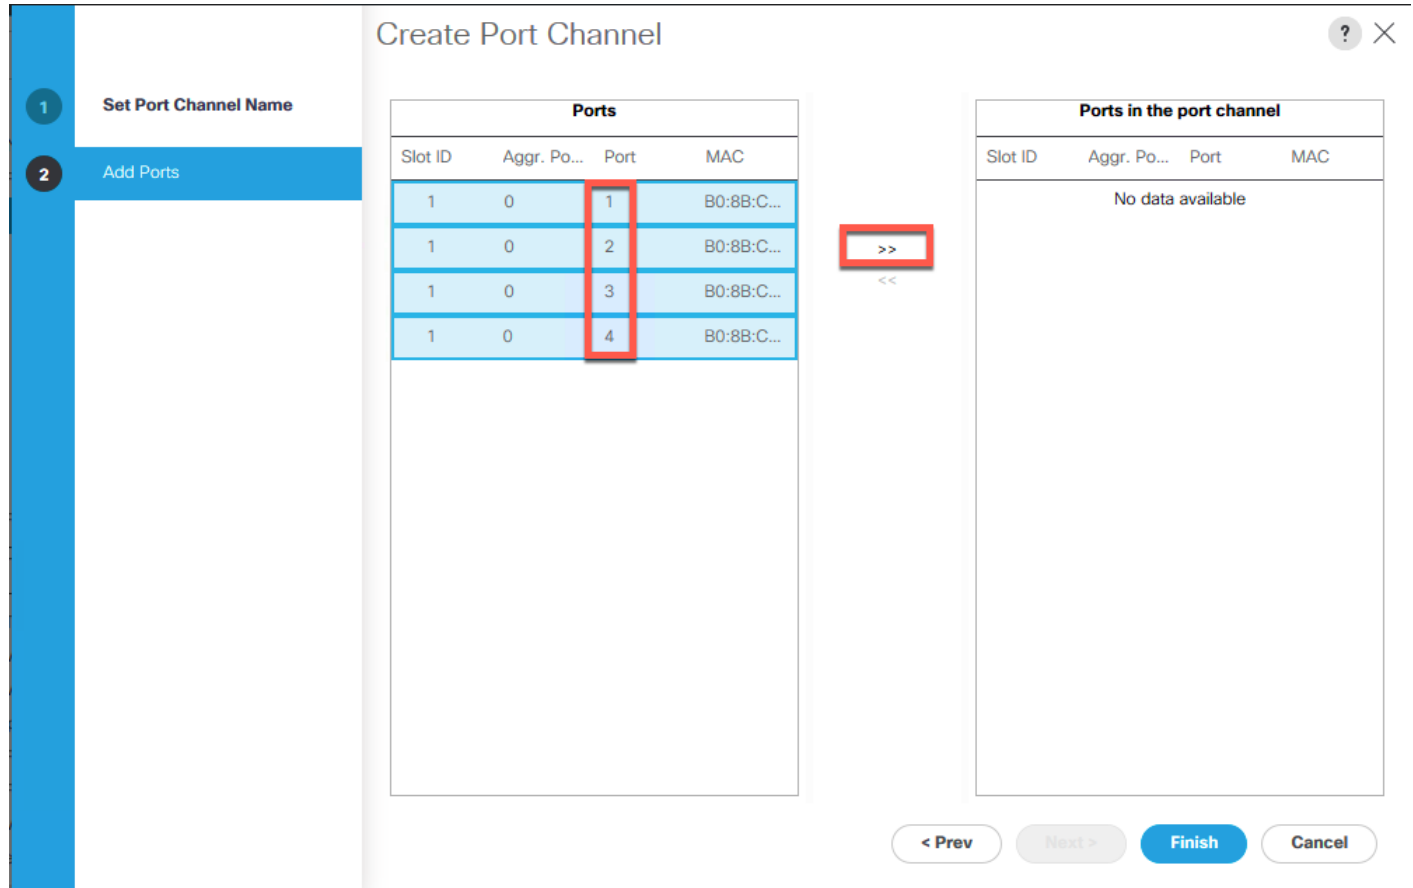 Create Port Channel
?
1 Set Port Channel Name
2 Add Ports
Ports
Slot ID Aggr. Po... Port MAC
1 0 1 B0:8B:C...
1 0 2 B0:8B:C...
1 0 3 B0:8B:C...
1 0 4 B0:8B:C...
>>
<<
Ports in the port channel
Slot ID Aggr. Po... Port MAC
No data available
< Prev Next > Finish Cancel